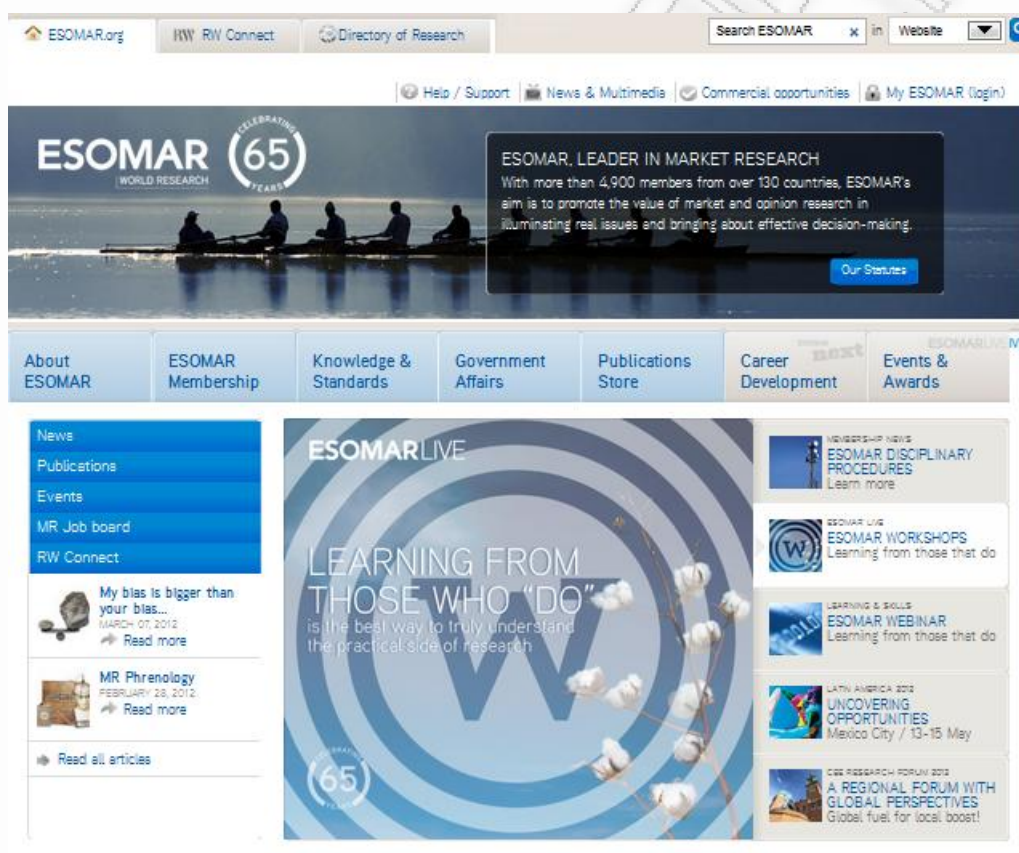 ESOMAR.org
RW RW Connect
Directory of Research
Search ESOMAR x in Website
Help / Support
News & Multimedia
Commercial opportunities
My ESOMAR (login)
ESOMAR
WORLD RESEARCH
CELEBRATING
65
YEARS
ESOMAR, LEADER IN MARKET RESEARCH
With more than 4,900 members from over 130 countries, ESOMAR's
aim is to promote the value of market and opinion research in
illuminating real issues and bringing about effective decision-making.
Our Statutes
About
ESOMAR
ESOMAR
Membership
Knowledge &
Standards
Government
Affairs
Publications
Store
next
Career
Development
ESOMARLIVE
Events &
Awards
News
Publications
Events
MR Job board
RW Connect
My bias is bigger than
your bias...
MARCH 07, 2012
Read more
MR Phrenology
FEBRUARY 28, 2012
Read more
Read all articles
ESOMARLIVE
LEARNING FROM
THOSE WHO "DO"
is the best way to truly understand
the practical side of research
W
CELEBRATING
65
YEARS
MEMBERSHIP NEWS
ESOMAR DISCIPLINARY
PROCEDURES
Learn more
W
ESOMAR LIVE
ESOMAR WORKSHOPS
Learning from those that do
LEARNING & SKILLS
ESOMAR WEBINAR
Learning from those that do
LATIN AMERICA 2012
UNCOVERING
OPPORTUNITIES
Mexico City / 13-15 May
CEE RESEARCH FORUM 2012
A REGIONAL FORUM WITH
GLOBAL PERSPECTIVES
Global fuel for local boost!